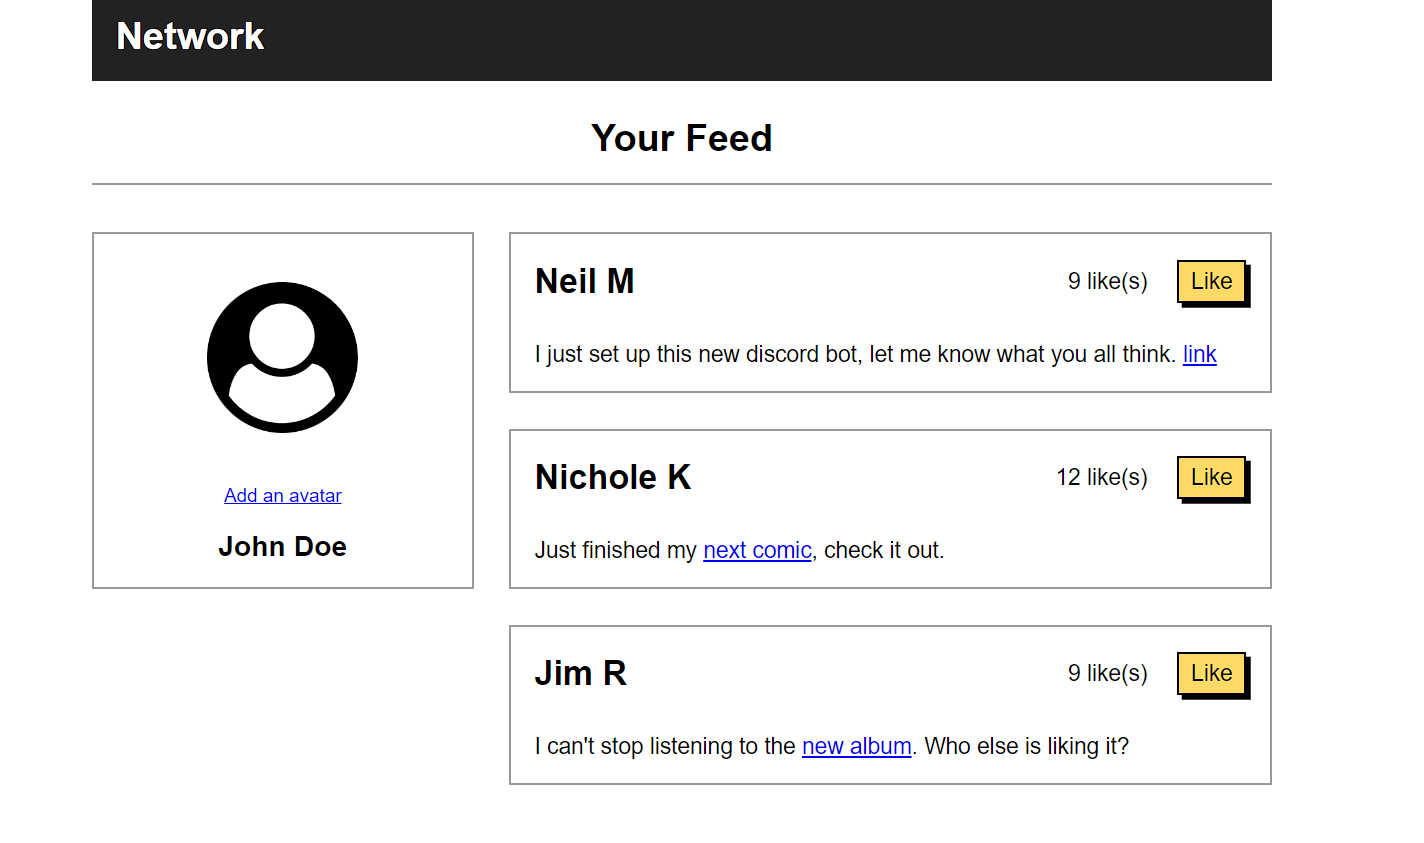 Network
Your Feed
Add an avatar
John Doe
Neil M
9 like(s)
Like
I just set up this new discord bot, let me know what you all think. link
Nichole K
12 like(s)
Like
Just finished my next comic, check it out.
Jim R
9 like(s)
Like
I can't stop listening to the new album. Who else is liking it?